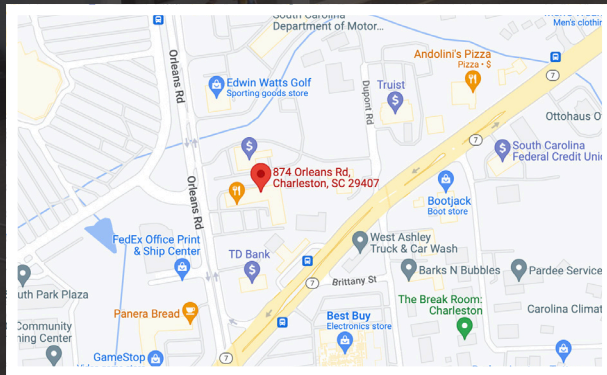 South Carolina
Department of Motor...
Men's clothin
Andolini's Pizza
Pizza • $
Orleans Rd
7
Edwin Watts Golf
Sporting goods store
Truist
Dupont Rd
Ottohaus O
7
South Carolina
Federal Credit Unio
874 Orleans Rd,
Charleston, SC 29407
Orleans Rd
Bootjack
Boot store
FedEx Office Print
& Ship Center
TD Bank
West Ashley
Truck & Car Wash
Barks N Bubbles
Pardee Service
Brittany St
7
uth Park Plaza
Panera Bread
Best Buy
Electronics store
The Break Room:
Charleston
Carolina Climat
Community
ning Center
GameStop
7